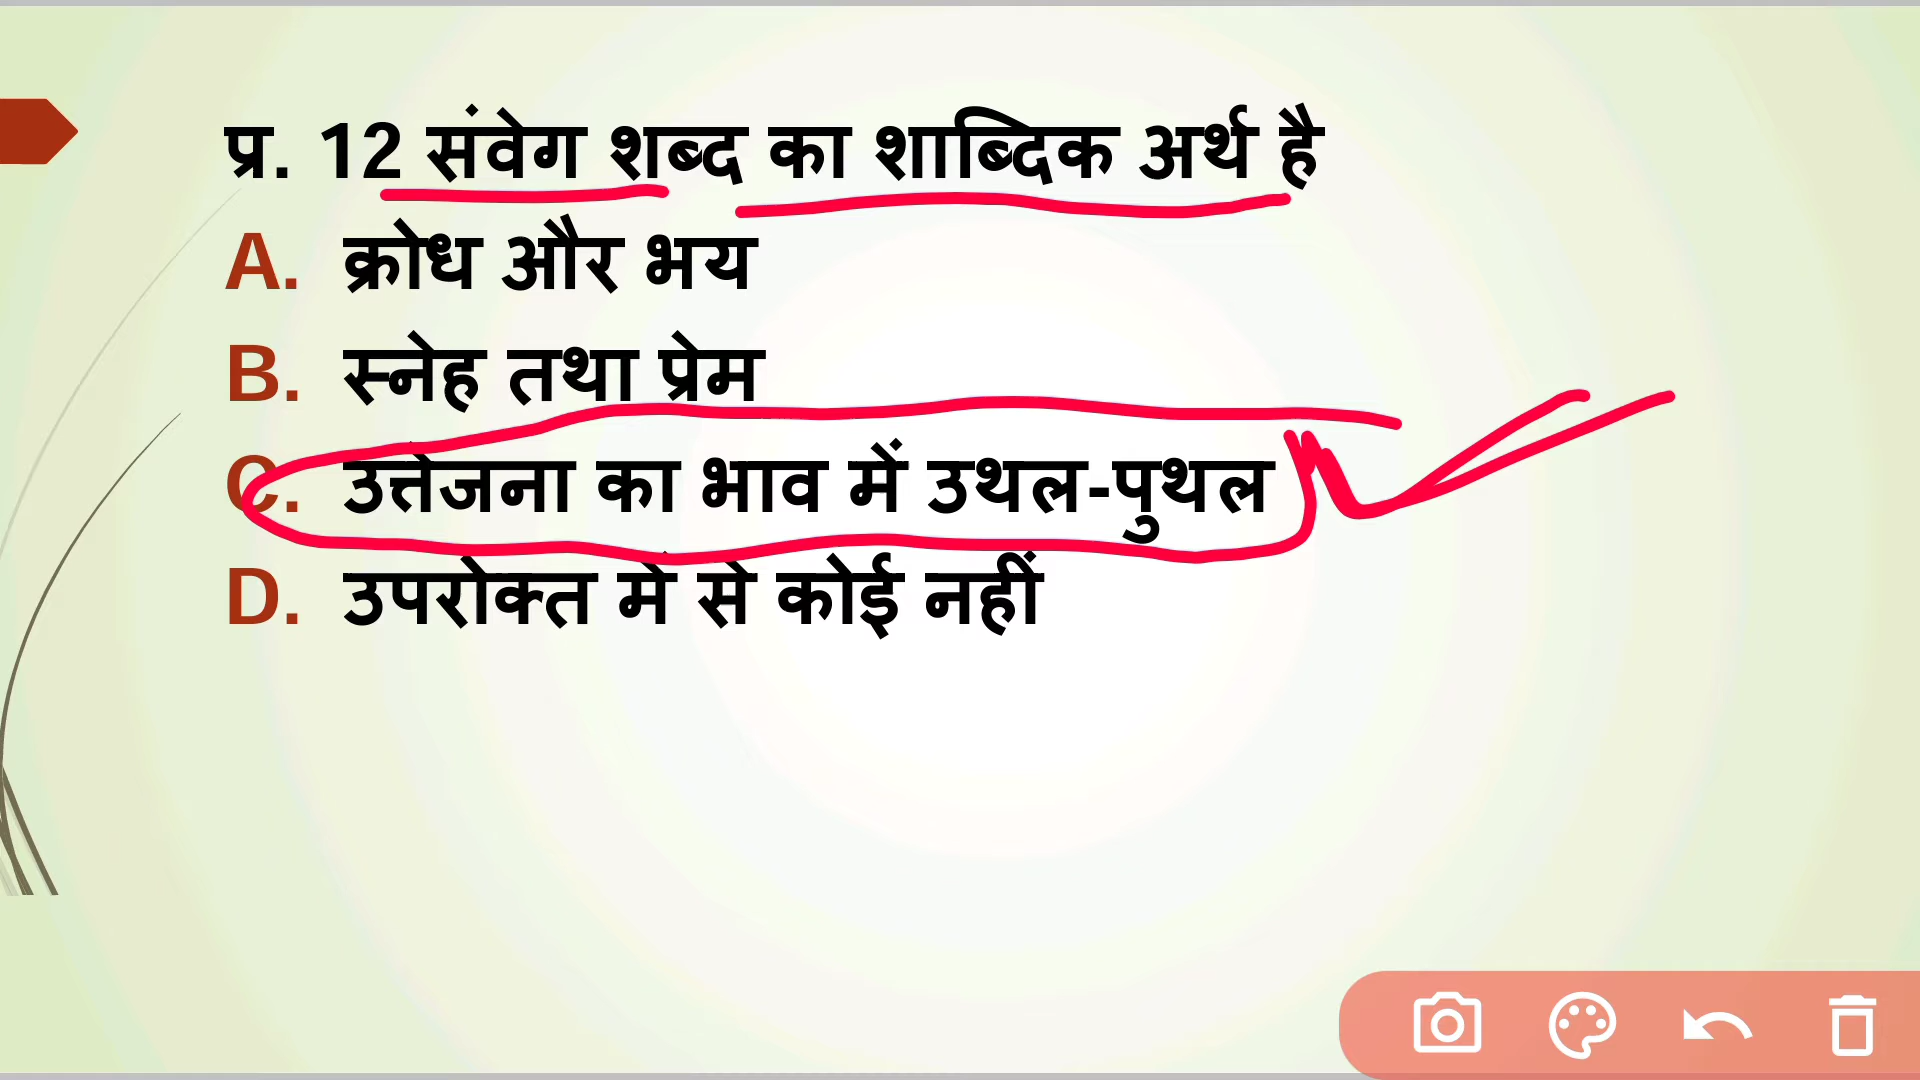 प्र. 12 संवेग शब्द का शाब्दिक अर्थ है
A. क्रोध और भय
B. स्नेह तथा प्रेम
C. उत्तेजना का भाव में उथल-पुथल
D. उपरोक्त में से कोई नहीं